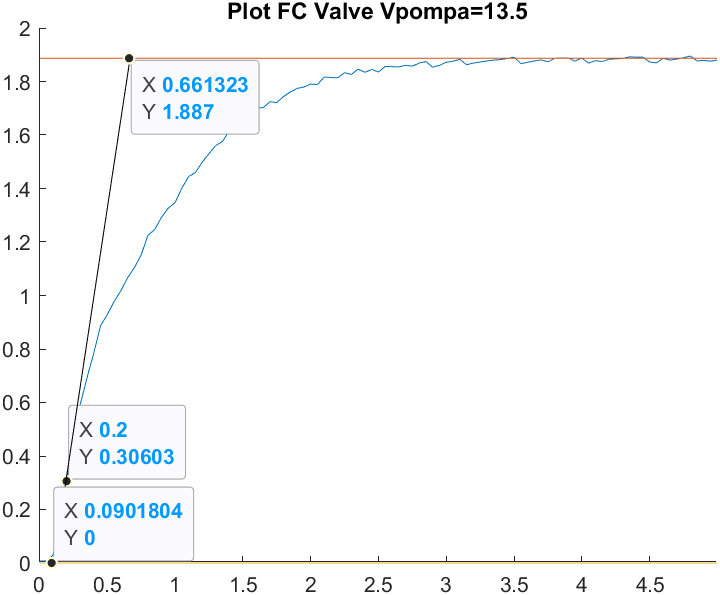 Plot FC Valve Vpompa=13.5
2
1.8
1.6
1.4
1.2
1
0.8
0.6
0.4
0.2
0
X 0.661323
Y 1.887
X 0.2
Y 0.30603
X 0.0901804
Y 0
0 0.5 1 1.5 2 2.5 3 3.5 4 4.5